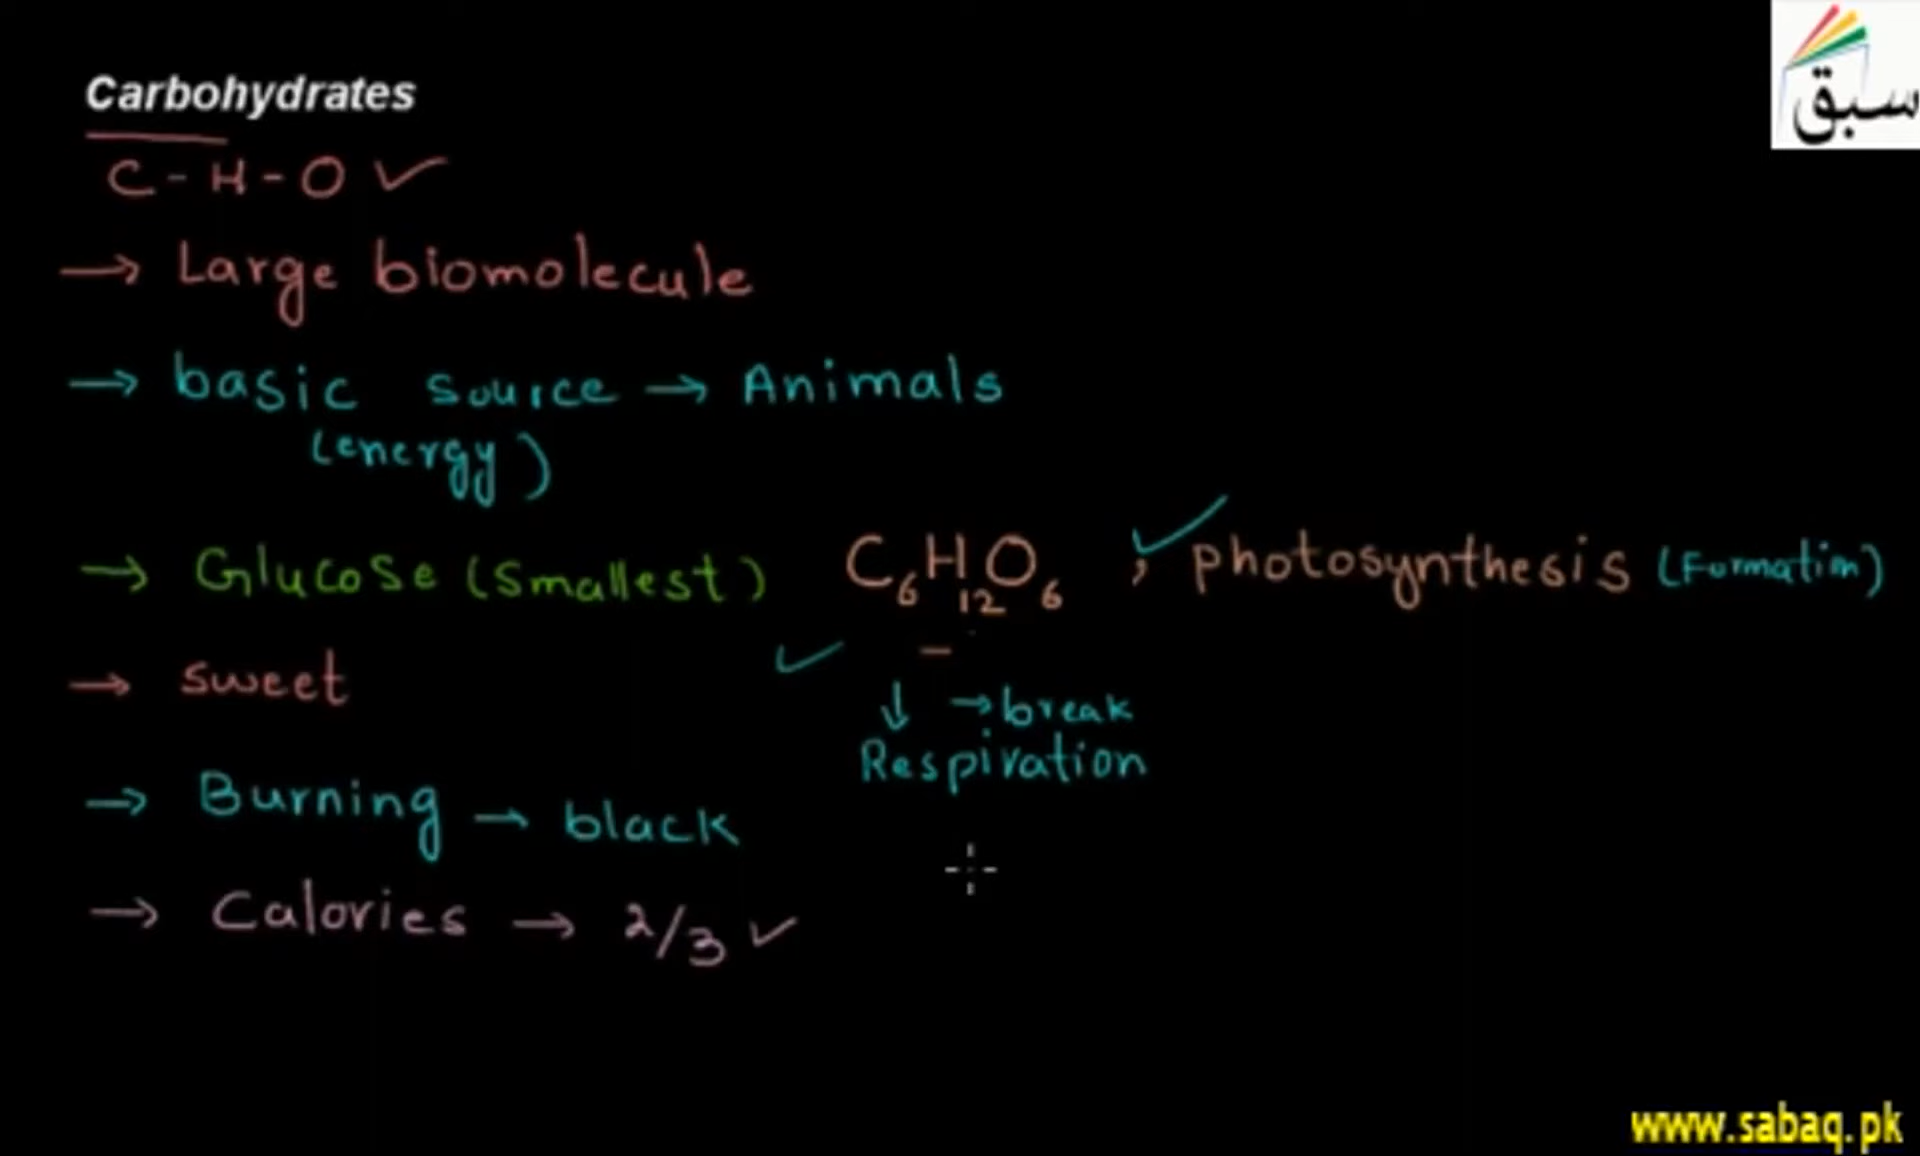 سبق
Carbohydrates
C-H-O ✓
→ Large biomolecule
→ basic source → Animals
(energy)
→ Glucose (smallest) C₆H₁₂O₆ ; ✓ photosynthesis (Formation)
→ sweet ✓
↓ → break
Respiration
→ Burning → black
→ Calories → 2/3 ✓
www.sabaq.pk